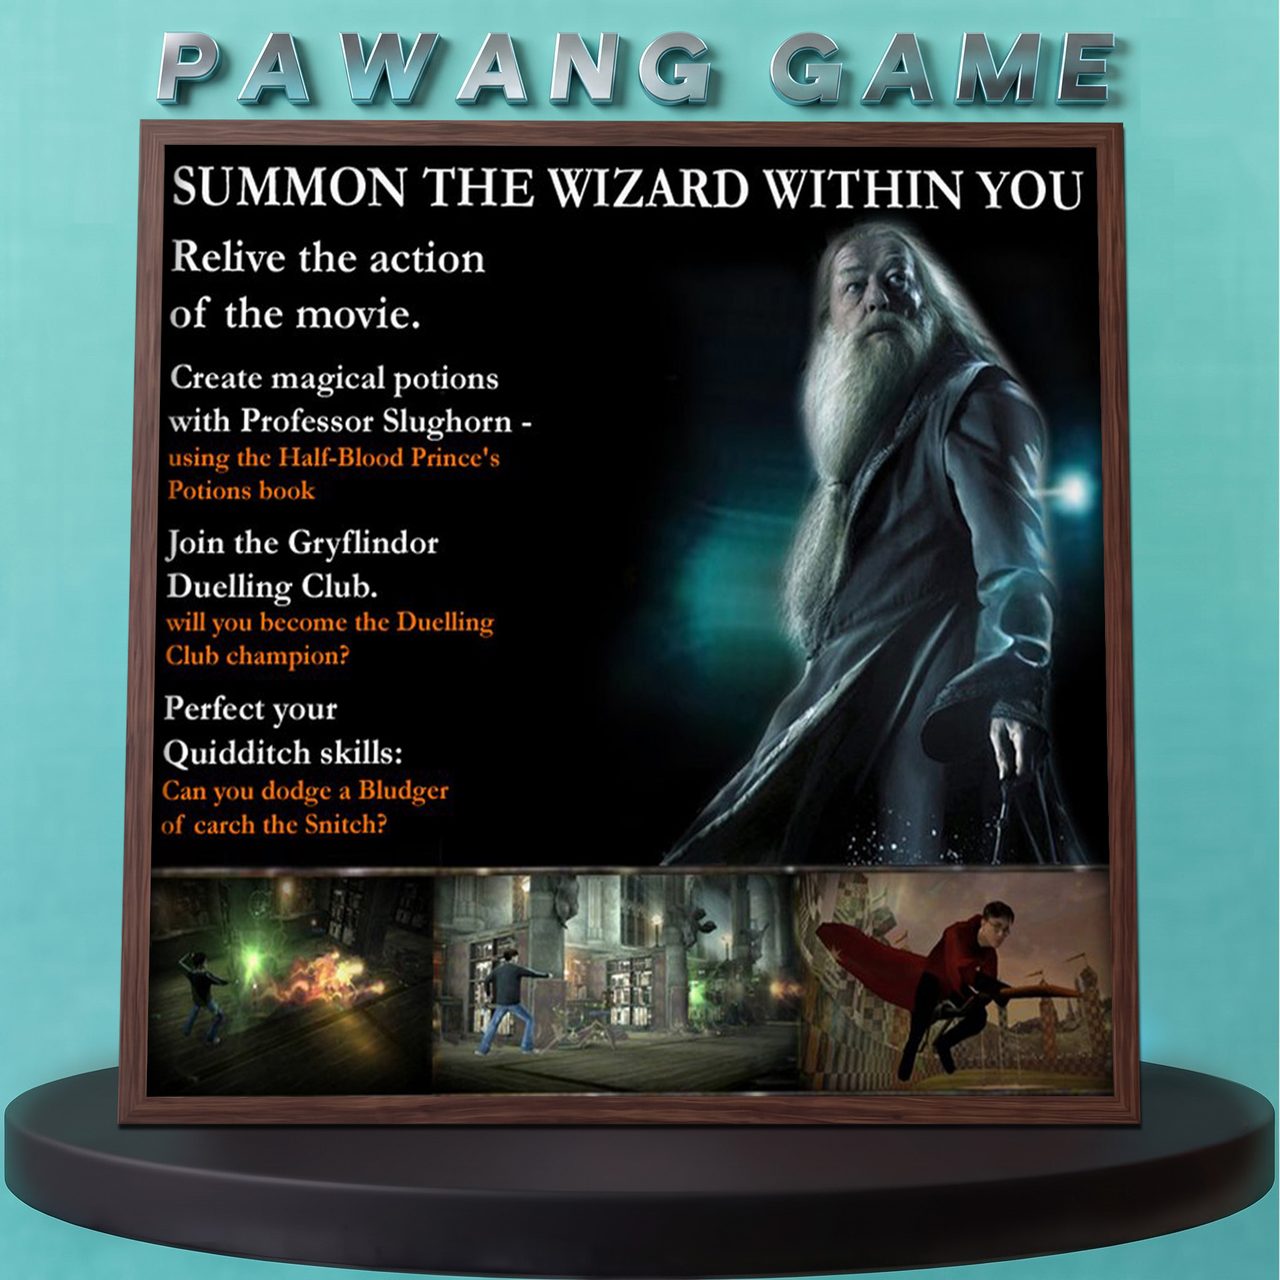 PAWANG GAME
SUMMON THE WIZARD WITHIN YOU
Relive the action
of the movie.
Create magical potions
with Professor Slughorn -
using the Half-Blood Prince's
Potions book
Join the Gryflindor
Duelling Club.
will you become the Duelling
Club champion?
Perfect your
Quidditch skills:
Can you dodge a Bludger
of carch the Snitch?